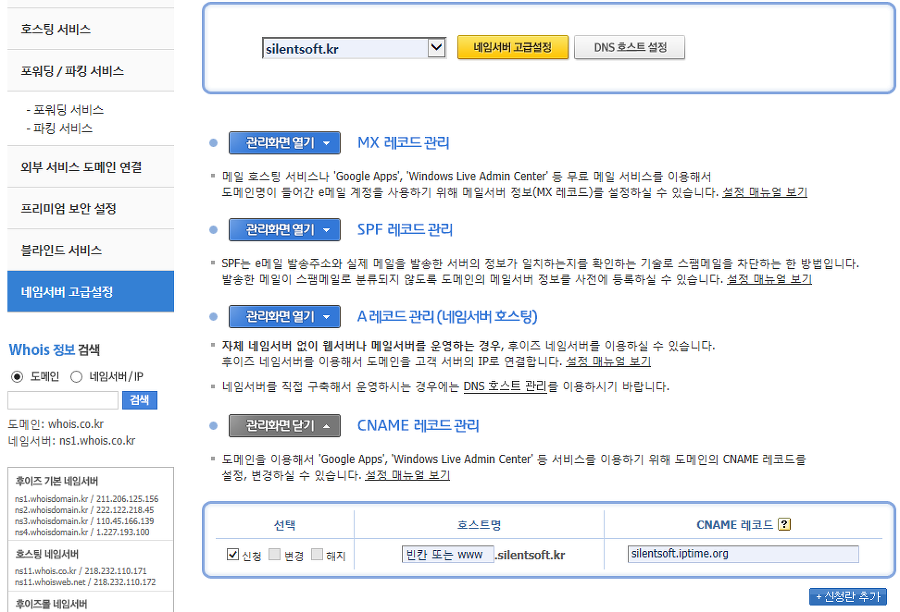 호스팅 서비스
포워딩 / 파킹 서비스
- 포워딩 서비스
- 파킹 서비스
외부 서비스 도메인 연결
프리미엄 보안 설정
블라인드 서비스
네임서버 고급설정
Whois 정보 검색
도메인 네임서버/IP
검색
도메인: whois.co.kr
네임서버: ns1.whois.co.kr
후이즈 기본 네임서버
ns1.whoisdomain.kr / 211.206.125.156
ns2.whoisdomain.kr / 222.122.218.45
ns3.whoisdomain.kr / 110.45.166.139
ns4.whoisdomain.kr / 1.227.193.100
호스팅 네임서버
ns11.whois.co.kr / 218.232.110.171
ns11.whoisweb.net / 218.232.110.172
후이즈몰 네임서버
silentsoft.kr 네임서버 고급설정 DNS 호스트 설정
관리화면 열기 MX 레코드 관리
메일 호스팅 서비스나 'Google Apps', 'Windows Live Admin Center' 등 무료 메일 서비스를 이용해서
도메인명이 들어간 e메일 계정을 사용하기 위해 메일서버 정보(MX 레코드)를 설정하실 수 있습니다. 설정 매뉴얼 보기
관리화면 열기 SPF 레코드 관리
SPF는 e메일 발송주소와 실제 메일을 발송한 서버의 정보가 일치하는지를 확인하는 기술로 스팸메일을 차단하는 한 방법입니다.
발송한 메일이 스팸메일로 분류되지 않도록 도메인의 메일서버 정보를 사전에 등록하실 수 있습니다. 설정 매뉴얼 보기
관리화면 열기 A 레코드 관리 (네임서버 호스팅)
자체 네임서버 없이 웹서버나 메일서버를 운영하는 경우, 후이즈 네임서버를 이용하실 수 있습니다.
후이즈 네임서버를 이용해서 도메인을 고객 서버의 IP로 연결합니다. 설정 매뉴얼 보기
네임서버를 직접 구축해서 운영하시는 경우에는 DNS 호스트 관리를 이용하시기 바랍니다.
관리화면 닫기 CNAME 레코드 관리
도메인을 이용해서 'Google Apps', 'Windows Live Admin Center' 등 서비스를 이용하기 위해 도메인의 CNAME 레코드를
설정, 변경하실 수 있습니다. 설정 매뉴얼 보기
선택 호스트명 CNAME 레코드 ?
신청 변경 해지 빈칸 또는 www .silentsoft.kr silentsoft.iptime.org
+ 신청란 추가